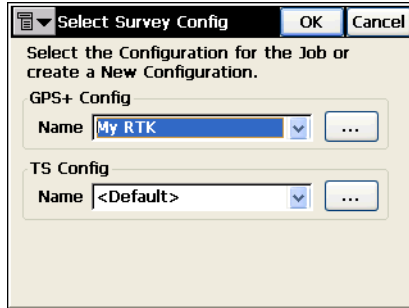 Select Survey Config OK Cancel
Select the Configuration for the Job or
create a New Configuration.
GPS+ Config
Name My RTK ...
TS Config
Name <Default> ...